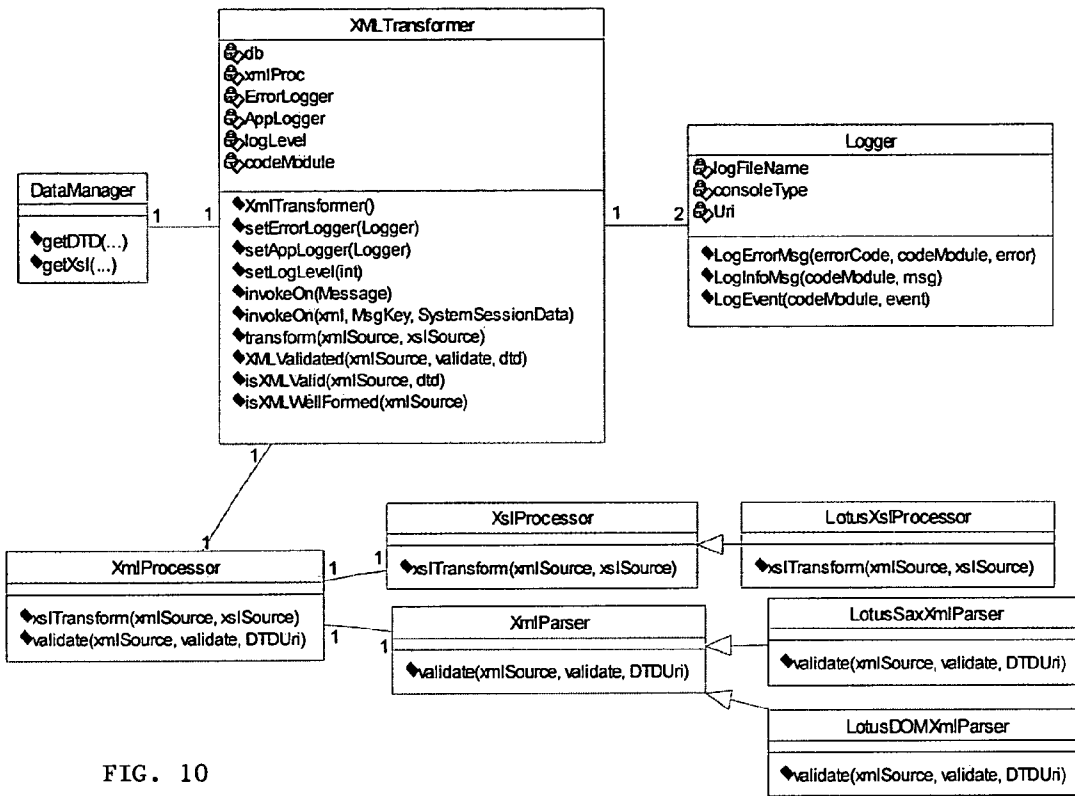 XMLTransformer
db
xmlProc
ErrorLogger
AppLogger
logLevel
codeModule
XmlTransformer()
setErrorLogger(Logger)
setAppLogger(Logger)
setLogLevel(int)
invokeOn(Message)
invokeOn(xml, MsgKey, SystemSessionData)
transform(xmlSource, xslSource)
XMLValidated(xmlSource, validate, dtd)
isXMLValid(xmlSource, dtd)
isXMLWellFormed(xmlSource)
DataManager
getDTD(...)
getXsl(...)
1
1
1
2
Logger
logFileName
consoleType
Uri
LogErrorMsg(errorCode, codeModule, error)
LogInfoMsg(codeModule, msg)
LogEvent(codeModule, event)
1
1
XmlProcessor
xslTransform(xmlSource, xslSource)
validate(xmlSource, validate, DTDUri)
1
1
1
1
XslProcessor
xslTransform(xmlSource, xslSource)
LotusXslProcessor
xslTransform(xmlSource, xslSource)
XmlParser
validate(xmlSource, validate, DTDUri)
LotusSaxXmlParser
validate(xmlSource, validate, DTDUri)
LotusDOMXmlParser
validate(xmlSource, validate, DTDUri)
FIG. 10